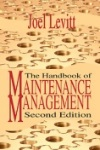 Joel Levitt
The Handbook of
MAINTENANCE
MANAGEMENT
Second Edition